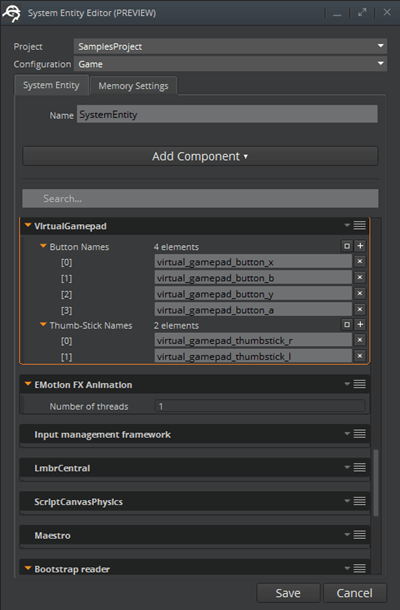 System Entity Editor (PREVIEW)
Project SamplesProject
Configuration Game
System Entity Memory Settings
Name SystemEntity
Add Component
Search...
VirtualGamepad
Button Names 4 elements
[0] virtual_gamepad_button_x
[1] virtual_gamepad_button_b
[2] virtual_gamepad_button_y
[3] virtual_gamepad_button_a
Thumb-Stick Names 2 elements
[0] virtual_gamepad_thumbstick_r
[1] virtual_gamepad_thumbstick_l
EMotion FX Animation
Number of threads 1
Input management framework
LmbrCentral
ScriptCanvasPhysics
Maestro
Bootstrap reader
Save Cancel